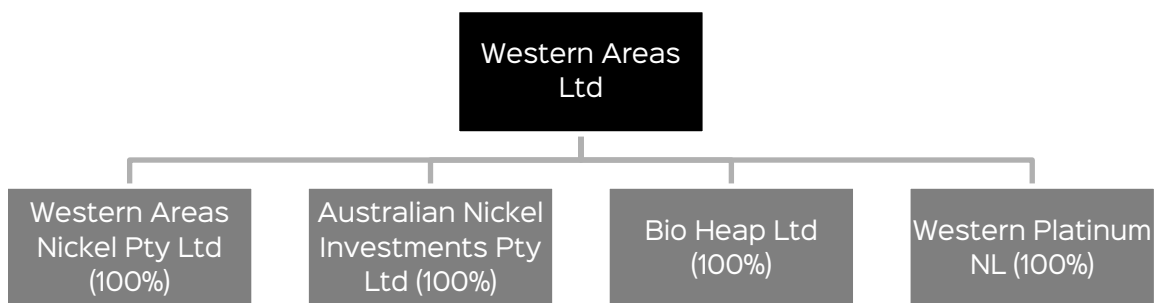 Western Areas
Ltd
Western Areas
Nickel Pty Ltd
(100%)
Australian Nickel
Investments Pty
Ltd (100%)
Bio Heap Ltd
(100%)
Western Platinum
NL (100%)